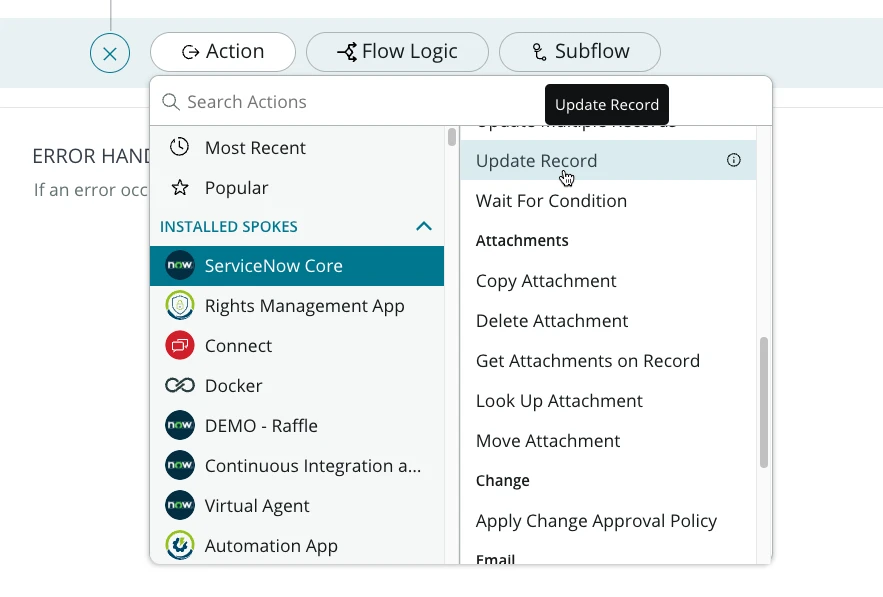 Action
Flow Logic
Subflow
Search Actions
Update Record
ERROR HAND
If an error occ
Most Recent
Popular
INSTALLED SPOKES
now ServiceNow Core
Rights Management App
Connect
Docker
now DEMO - Raffle
now Continuous Integration a...
now Virtual Agent
Automation App
Update Multiple Records
Update Record
Wait For Condition
Attachments
Copy Attachment
Delete Attachment
Get Attachments on Record
Look Up Attachment
Move Attachment
Change
Apply Change Approval Policy
Email